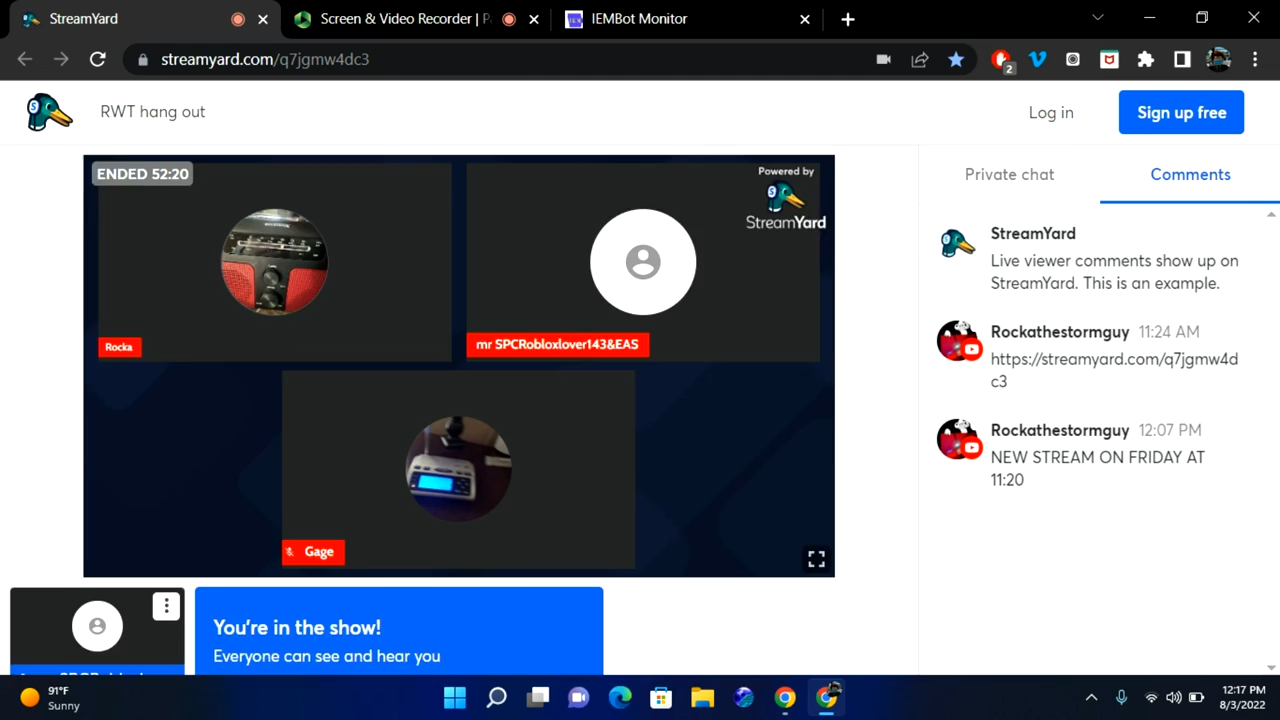 StreamYard
Screen & Video Recorder | P
IEMBot Monitor
streamyard.com/q7jgmw4dc3
2
RWT hang out
Log in
Sign up free
ENDED 52:20
Powered by
StreamYard
Rocka
mr SPCRobloxlover143&EAS
Gage
Private chat
Comments
StreamYard
Live viewer comments show up on
StreamYard. This is an example.
Rockathestormguy 11:24 AM
https://streamyard.com/q7jgmw4d
c3
Rockathestormguy 12:07 PM
NEW STREAM ON FRIDAY AT
11:20
You're in the show!
Everyone can see and hear you
91°F
Sunny
12:17 PM
8/3/2022